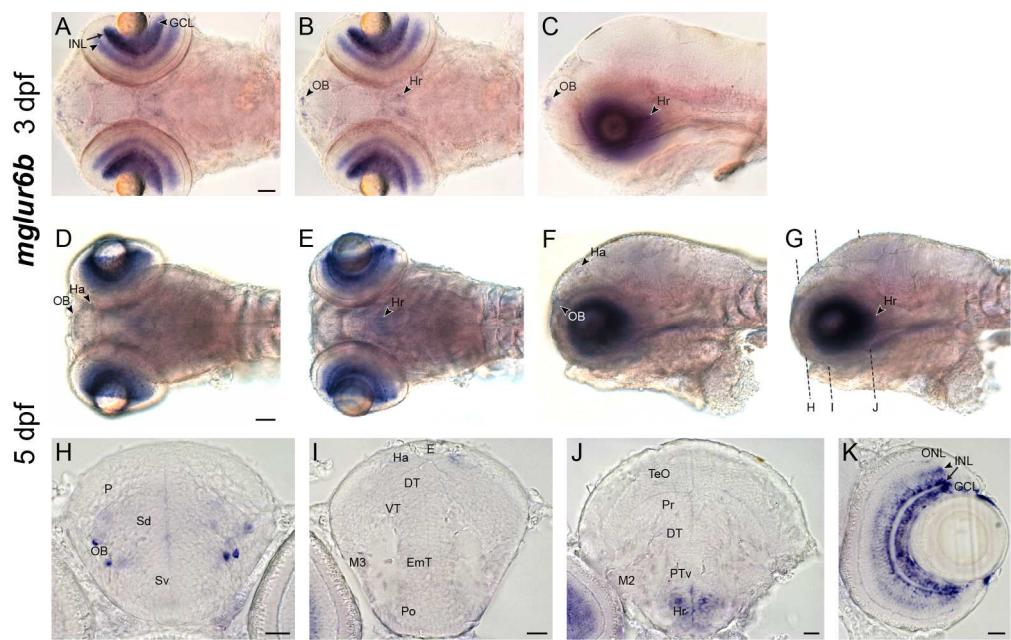 mglur6b
3 dpf
5 dpf
A
GCL
INL
B
OB
Hr
C
OB
Hr
D
Ha
OB
E
Hr
F
Ha
OB
G
Hr
H
I
J
H
P
Sd
OB
Sv
I
Ha
E
DT
VT
M3
EmT
Po
J
TeO
Pr
DT
PTv
M2
Hr
K
ONL
INL
GCL